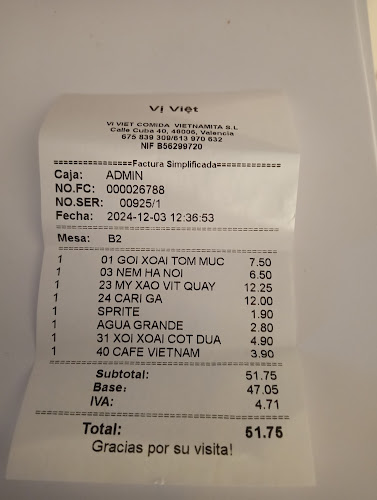 Vị Việt
VI VIET COMIDA VIETNAMITA S.L
Calle Cuba 40, 46006, Valencia
675 839 309/613 970 632
NIF B56299720
================Factura Simplificada================
Caja: ADMIN
NO.FC: 000026788
NO.SER: 00925/1
Fecha: 2024-12-03 12:36:53
Mesa: B2
1 01 GOI XOAI TOM MUC 7.50
1 03 NEM HA NOI 6.50
1 23 MY XAO VIT QUAY 12.25
1 24 CARI GA 12.00
1 SPRITE 1.90
1 AGUA GRANDE 2.80
1 31 XOI XOAI COT DUA 4.90
1 40 CAFE VIETNAM 3.90
Subtotal: 51.75
Base: 47.05
IVA: 4.71
Total: 51.75
Gracias por su visita!